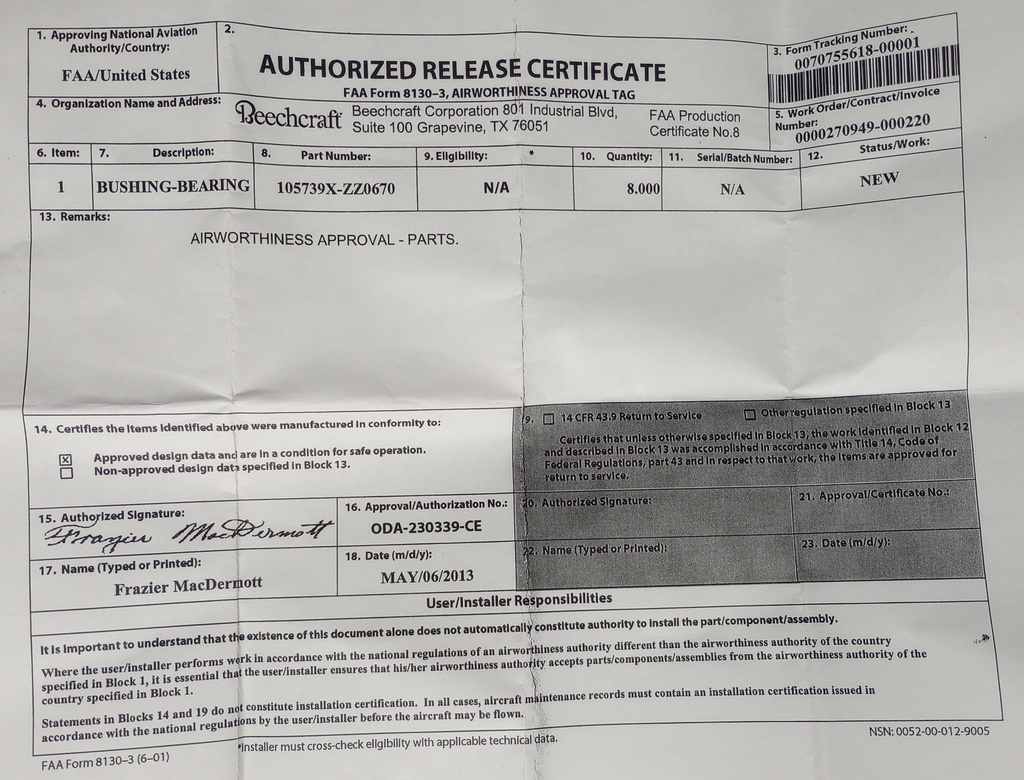 1. Approving National Aviation Authority/Country:
FAA/United States
2.
AUTHORIZED RELEASE CERTIFICATE
FAA Form 8130–3, AIRWORTHINESS APPROVAL TAG
3. Form Tracking Number:
0070755618-00001
4. Organization Name and Address:
Beechcraft
Beechcraft Corporation 801 Industrial Blvd,
Suite 100 Grapevine, TX 76051
FAA Production
Certificate No.8
5. Work Order/Contract/Invoice
Number:
0000270949-000220
6. Item: 7. Description: 8. Part Number: 9. Eligibility: * 10. Quantity: 11. Serial/Batch Number: 12. Status/Work:
1 BUSHING-BEARING 105739X-ZZ0670 N/A 8.000 N/A NEW
13. Remarks:
AIRWORTHINESS APPROVAL - PARTS.
14. Certifies the items identified above were manufactured in conformity to:
☒ Approved design data and are in a condition for safe operation.
☐ Non-approved design data specified in Block 13.
19. ☐ 14 CFR 43.9 Return to Service ☐ Other regulation specified in Block 13
Certifies that unless otherwise specified in Block 13, the work identified in Block 12
and described in Block 13 was accomplished in accordance with Title 14, Code of
Federal Regulations, part 43 and in respect to that work, the items are approved for
return to service.
15. Authorized Signature:
Frazier MacDermott
16. Approval/Authorization No.:
ODA-230339-CE
20. Authorized Signature:
21. Approval/Certificate No.:
17. Name (Typed or Printed):
Frazier MacDermott
18. Date (m/d/y):
MAY/06/2013
22. Name (Typed or Printed):
23. Date (m/d/y):
User/Installer Responsibilities
It is important to understand that the existence of this document alone does not automatically constitute authority to install the part/component/assembly.
Where the user/installer performs work in accordance with the national regulations of an airworthiness authority different than the airworthiness authority of the country
specified in Block 1, it is essential that the user/installer ensures that his/her airworthiness authority accepts parts/components/assemblies from the airworthiness authority of the
country specified in Block 1.
Statements in Blocks 14 and 19 do not constitute installation certification. In all cases, aircraft maintenance records must contain an installation certification issued in
accordance with the national regulations by the user/installer before the aircraft may be flown.
FAA Form 8130–3 (6–01)
*Installer must cross-check eligibility with applicable technical data.
NSN: 0052-00-012-9005